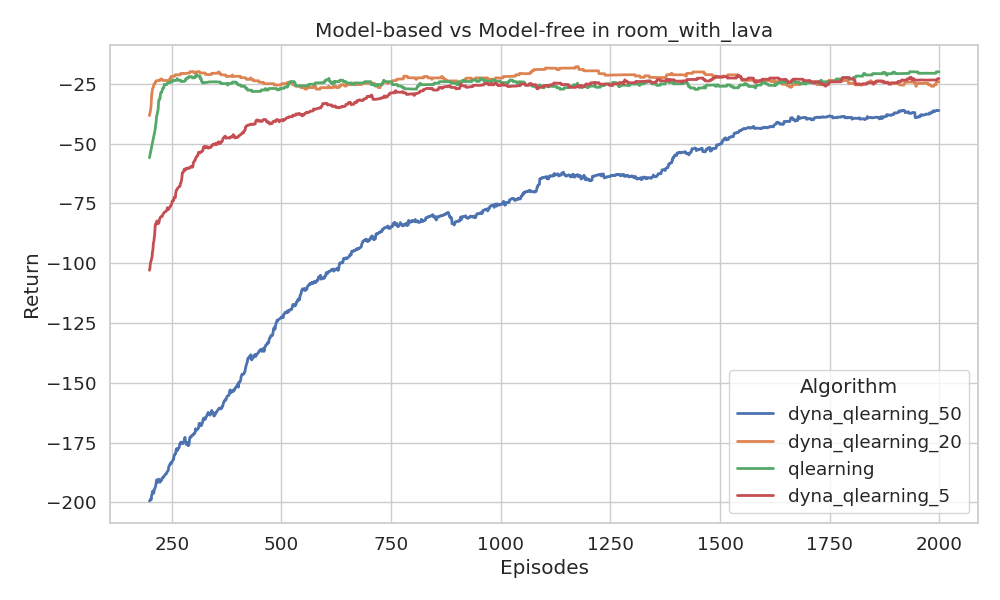 Model-based vs Model-free in room_with_lava
Return
−25
−50
−75
−100
−125
−150
−175
−200
Algorithm
dyna_qlearning_50
dyna_qlearning_20
qlearning
dyna_qlearning_5
250 500 750 1000 1250 1500 1750 2000
Episodes